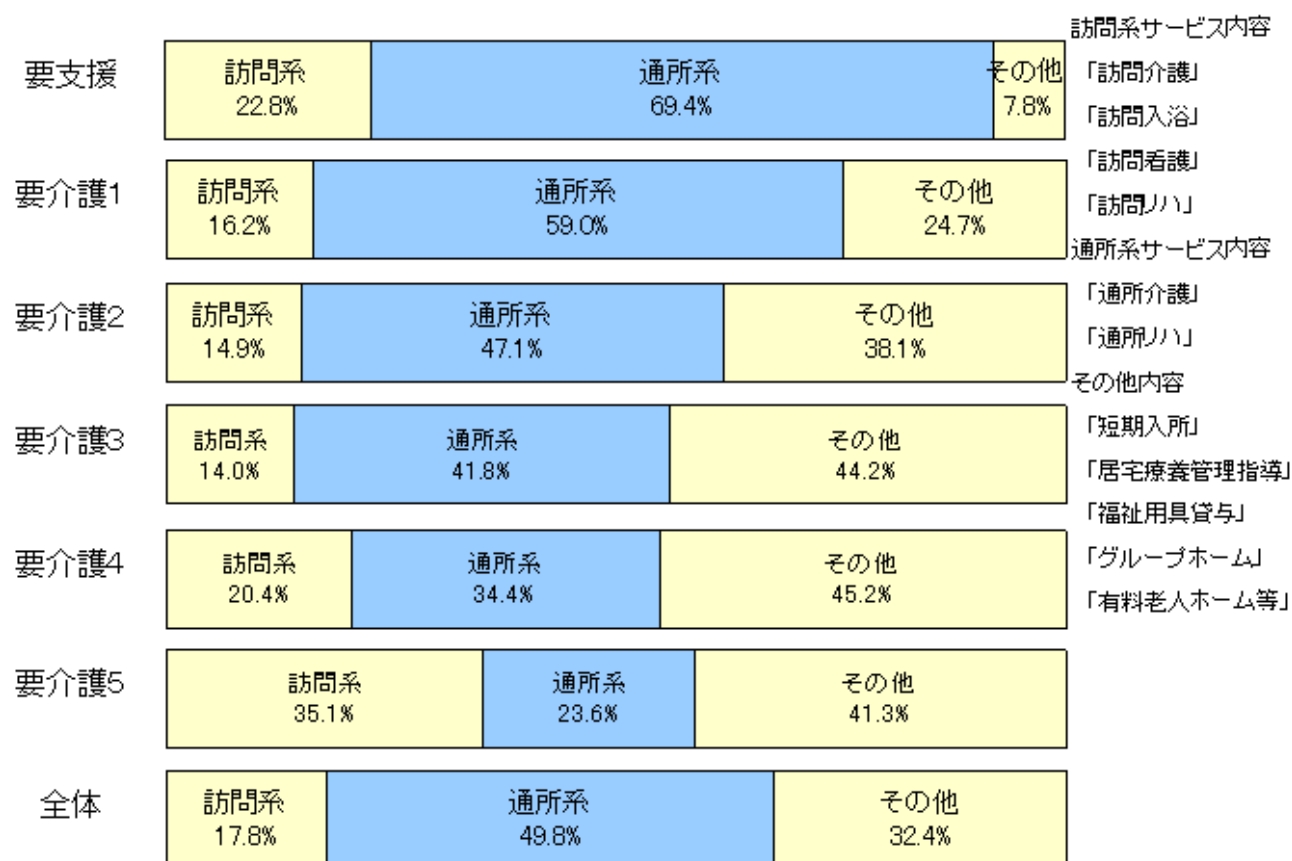 要支援
訪問系
22.8%
通所系
69.4%
その他
7.8%
要介護1
訪問系
16.2%
通所系
59.0%
その他
24.7%
要介護2
訪問系
14.9%
通所系
47.1%
その他
38.1%
要介護3
訪問系
14.0%
通所系
41.8%
その他
44.2%
要介護4
訪問系
20.4%
通所系
34.4%
その他
45.2%
要介護5
訪問系
35.1%
通所系
23.6%
その他
41.3%
全体
訪問系
17.8%
通所系
49.8%
その他
32.4%
訪問系サービス内容
「訪問介護」
「訪問入浴」
「訪問看護」
「訪問リハ」
通所系サービス内容
「通所介護」
「通所リハ」
その他内容
「短期入所」
「居宅療養管理指導」
「福祉用具貸与」
「グループホーム」
「有料老人ホーム等」